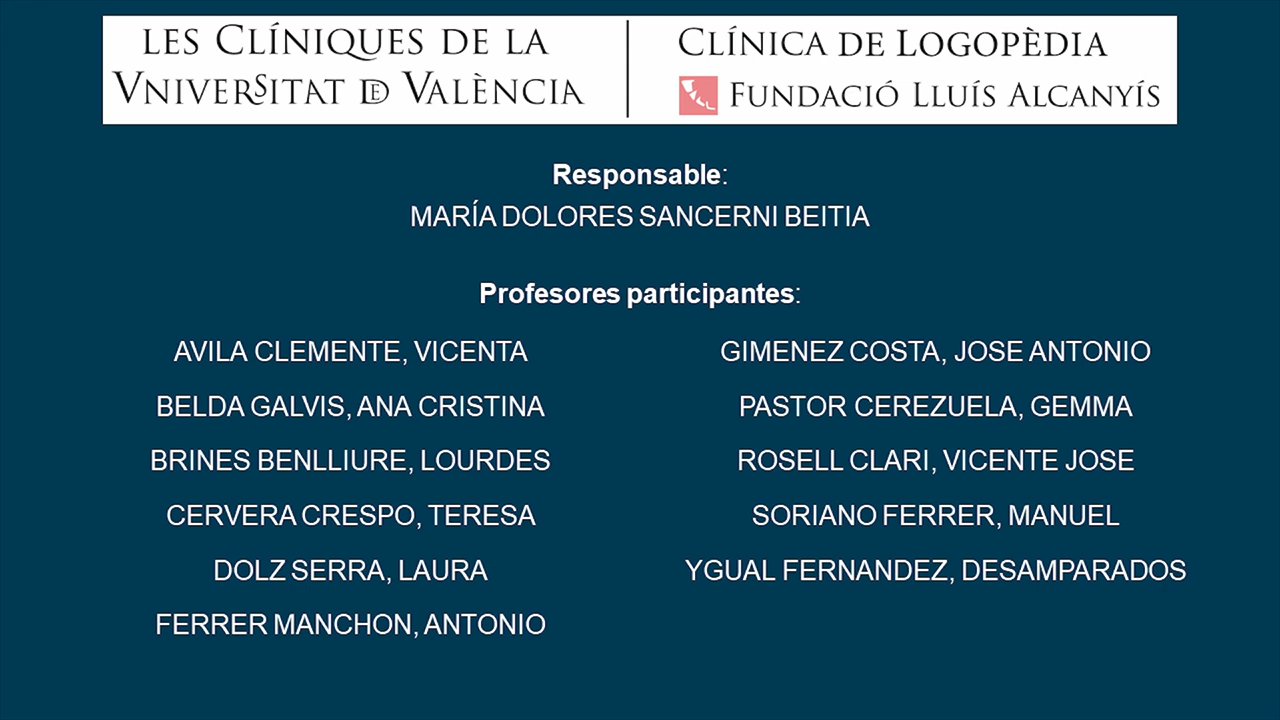 LES CLÍNIQUES DE LA
VNIVERSITAT DE VALÈNCIA
CLÍNICA DE LOGOPÈDIA
FUNDACIÓ LLUÍS ALCANYÍS
Responsable:
MARÍA DOLORES SANCERNI BEITIA
Profesores participantes:
AVILA CLEMENTE, VICENTA
BELDA GALVIS, ANA CRISTINA
BRINES BENLLIURE, LOURDES
CERVERA CRESPO, TERESA
DOLZ SERRA, LAURA
FERRER MANCHON, ANTONIO
GIMENEZ COSTA, JOSE ANTONIO
PASTOR CEREZUELA, GEMMA
ROSELL CLARI, VICENTE JOSE
SORIANO FERRER, MANUEL
YGUAL FERNANDEZ, DESAMPARADOS